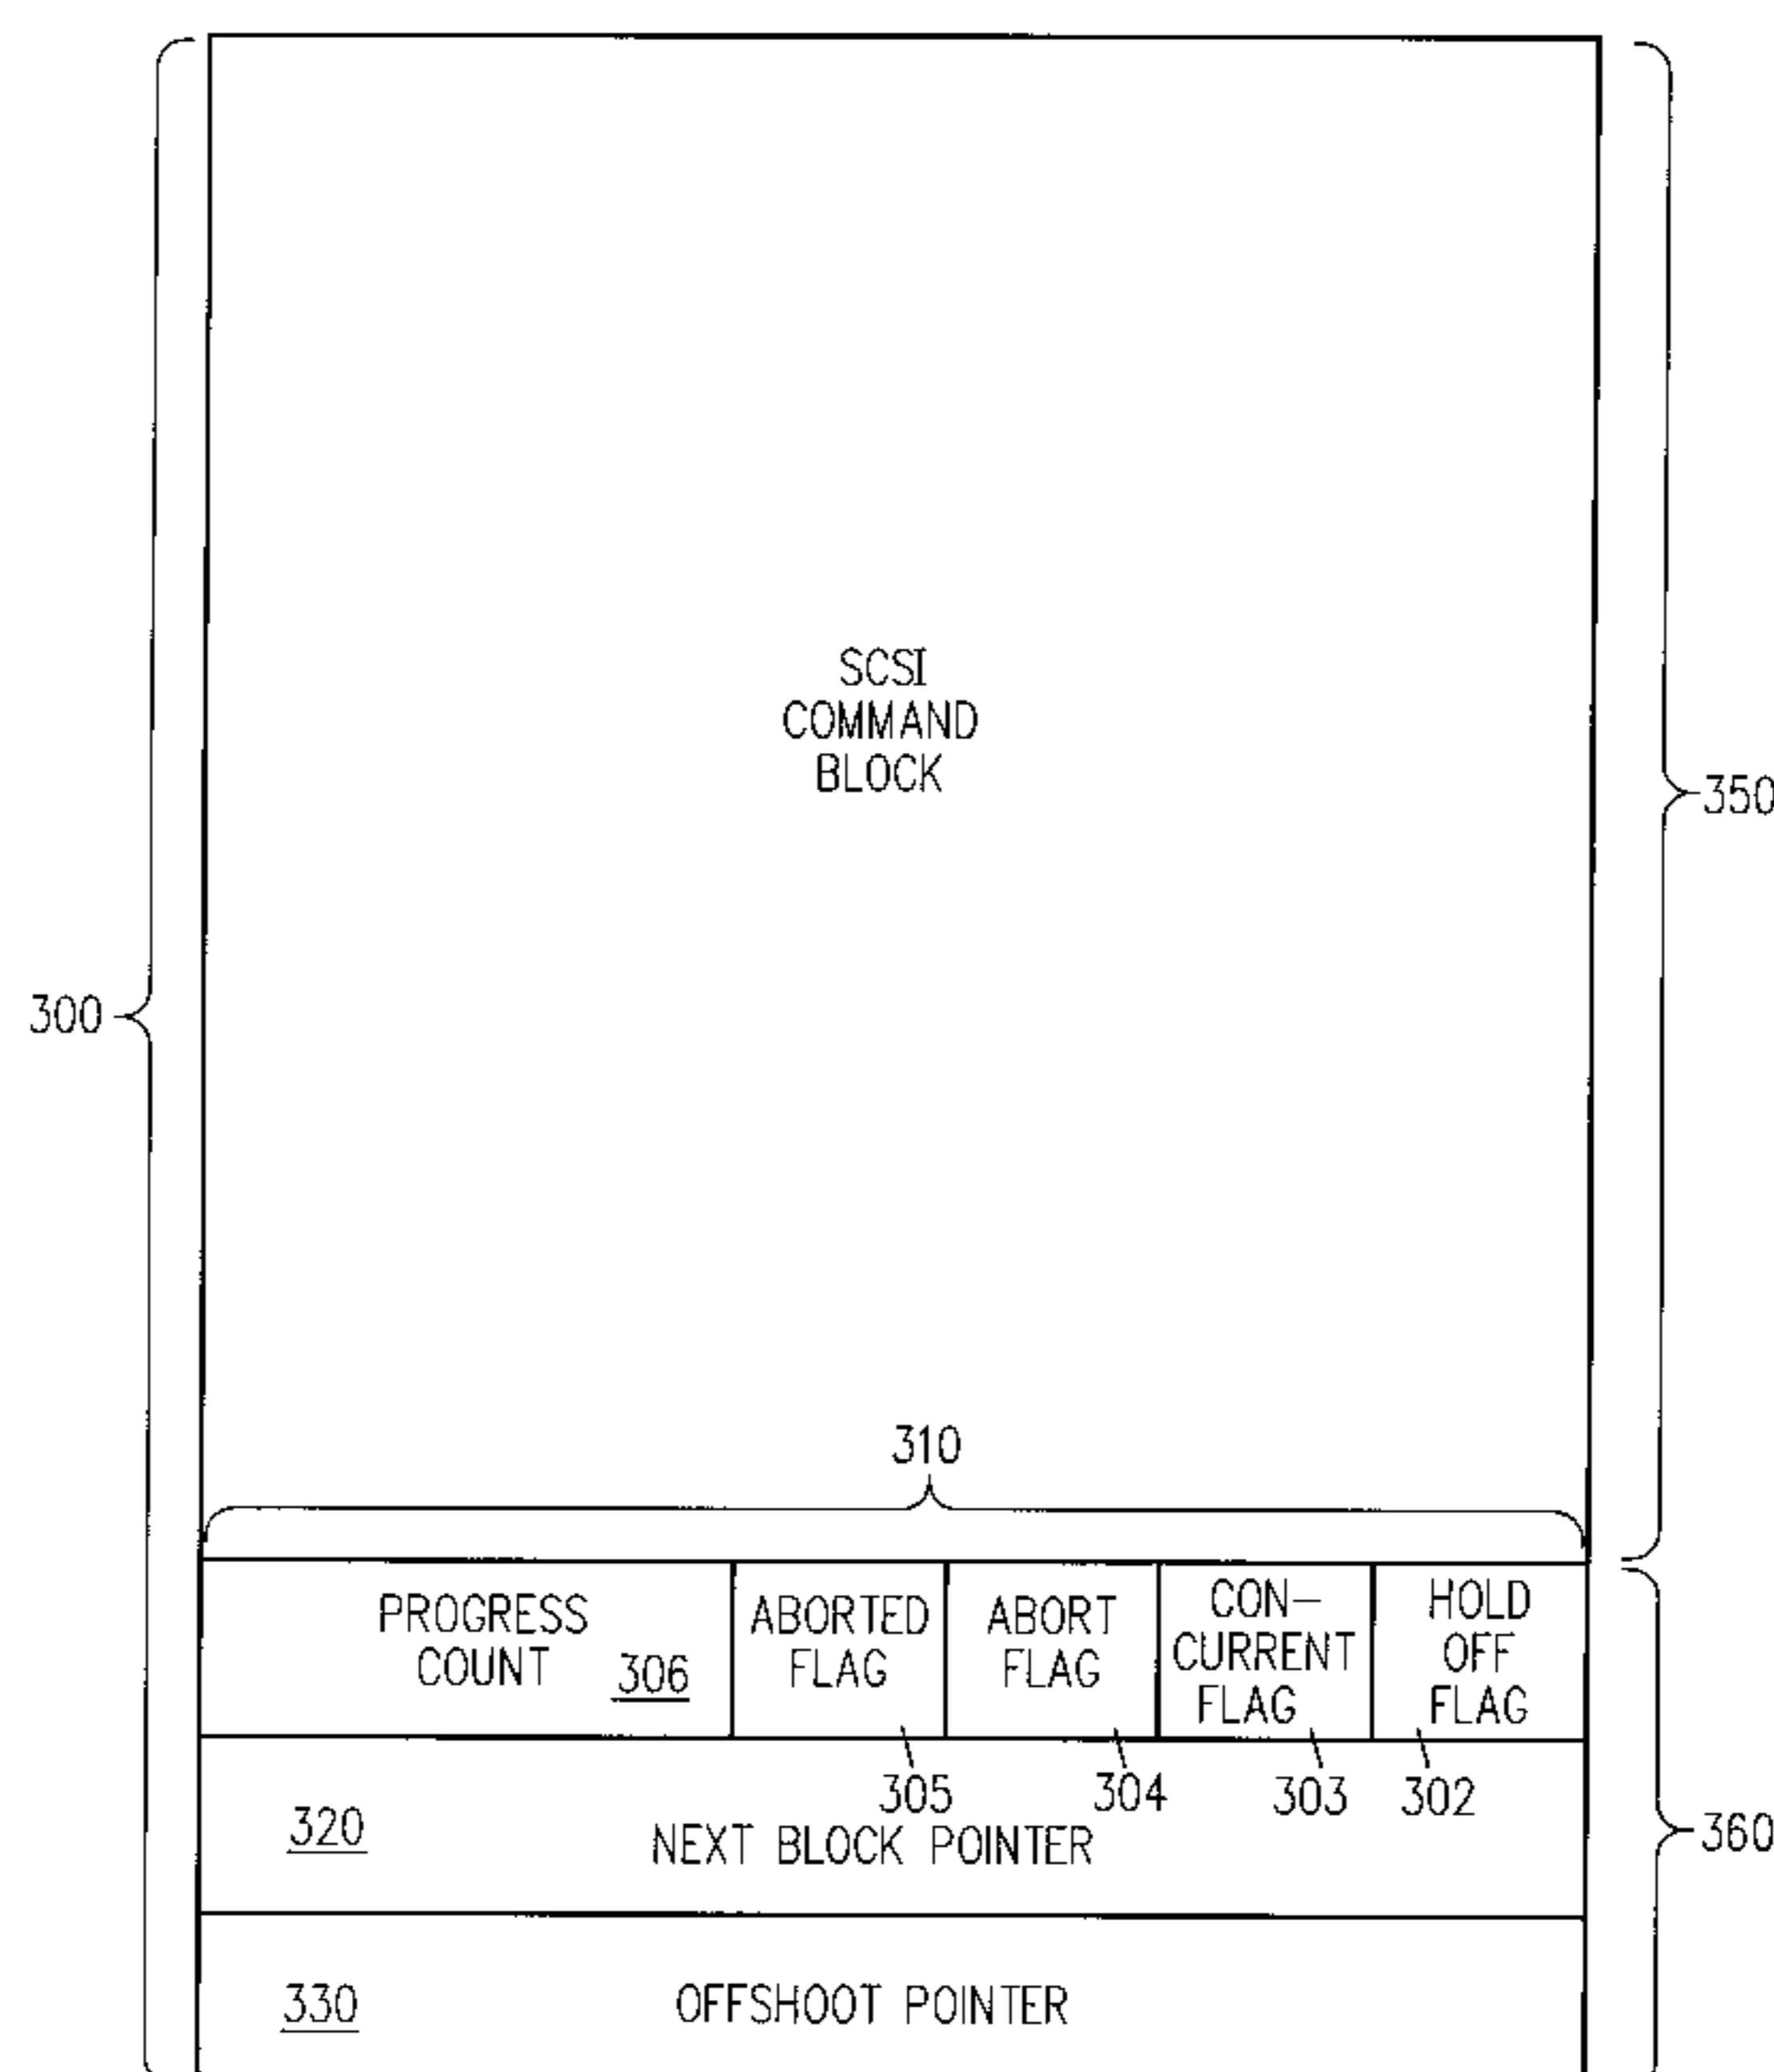 SCSI
COMMAND
BLOCK
350
300
310
PROGRESS
COUNT 306
ABORTED
FLAG
305
ABORT
FLAG
304
CON-
CURRENT
FLAG
303
HOLD
OFF
FLAG
302
320
NEXT BLOCK POINTER
360
330
OFFSHOOT POINTER